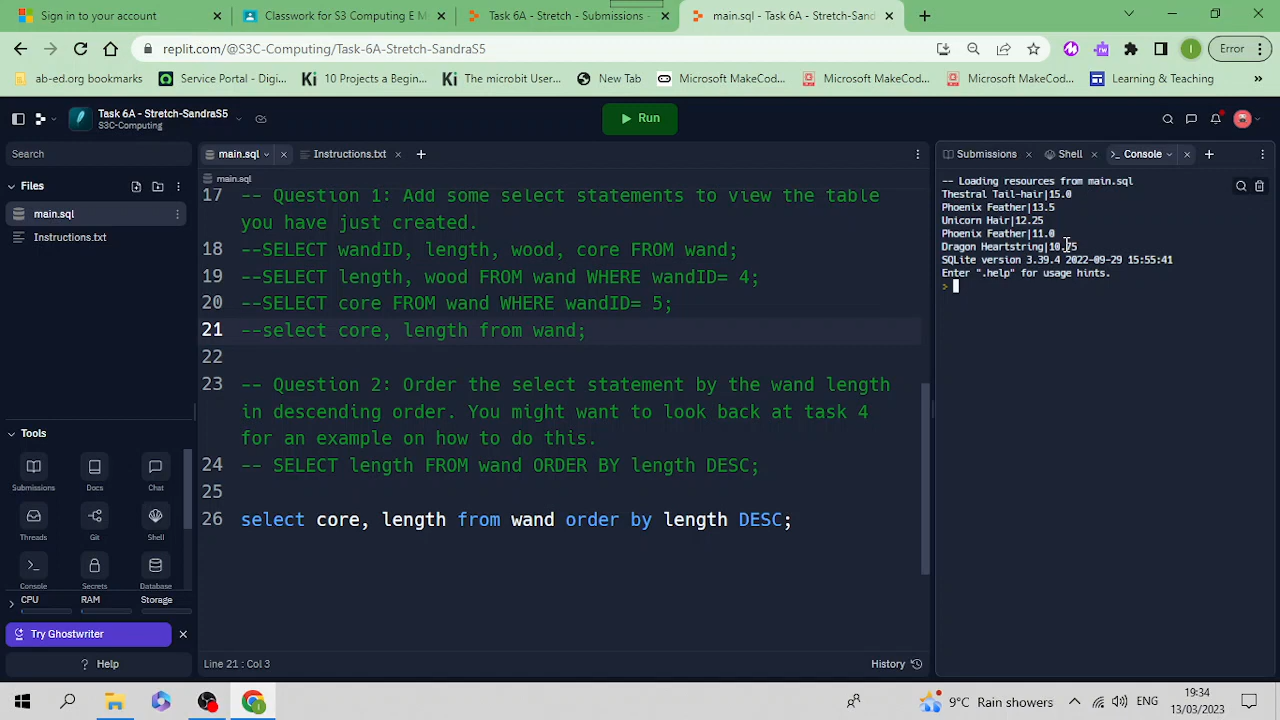 Sign in to your account
Classwork for S3 Computing E M
Task 6A - Stretch - Submissions -
main.sql - Task 6A - Stretch-Sand
replit.com/@S3C-Computing/Task-6A-Stretch-SandraS5
Error
ab-ed.org bookmarks
Service Portal - Digi...
10 Projects a Begin...
The microbit User...
New Tab
Microsoft MakeCod...
Microsoft MakeCod...
Microsoft MakeCod...
Learning & Teaching
Task 6A - Stretch-SandraS5
S3C-Computing
Run
Search
main.sql
Instructions.txt
Submissions
Shell
Console
main.sql
Files
main.sql
Instructions.txt
17 -- Question 1: Add some select statements to view the table
you have just created.
18 --SELECT wandID, length, wood, core FROM wand;
19 --SELECT length, wood FROM wand WHERE wandID= 4;
20 --SELECT core FROM wand WHERE wandID= 5;
21 --select core, length from wand;
22
23 -- Question 2: Order the select statement by the wand length
in descending order. You might want to look back at task 4
for an example on how to do this.
24 -- SELECT length FROM wand ORDER BY length DESC;
25
26 select core, length from wand order by length DESC;
-- Loading resources from main.sql
Thestral Tail-hair|15.0
Phoenix Feather|13.5
Unicorn Hair|12.25
Phoenix Feather|11.0
Dragon Heartstring|10.75
SQLite version 3.39.4 2022-09-29 15:55:41
Enter ".help" for usage hints.
>
Tools
Submissions
Docs
Chat
Threads
Git
Shell
Console
Secrets
Database
CPU
RAM
Storage
Try Ghostwriter
? Help
Line 21 : Col 3
History
9°C Rain showers
ENG
19:34
13/03/2023